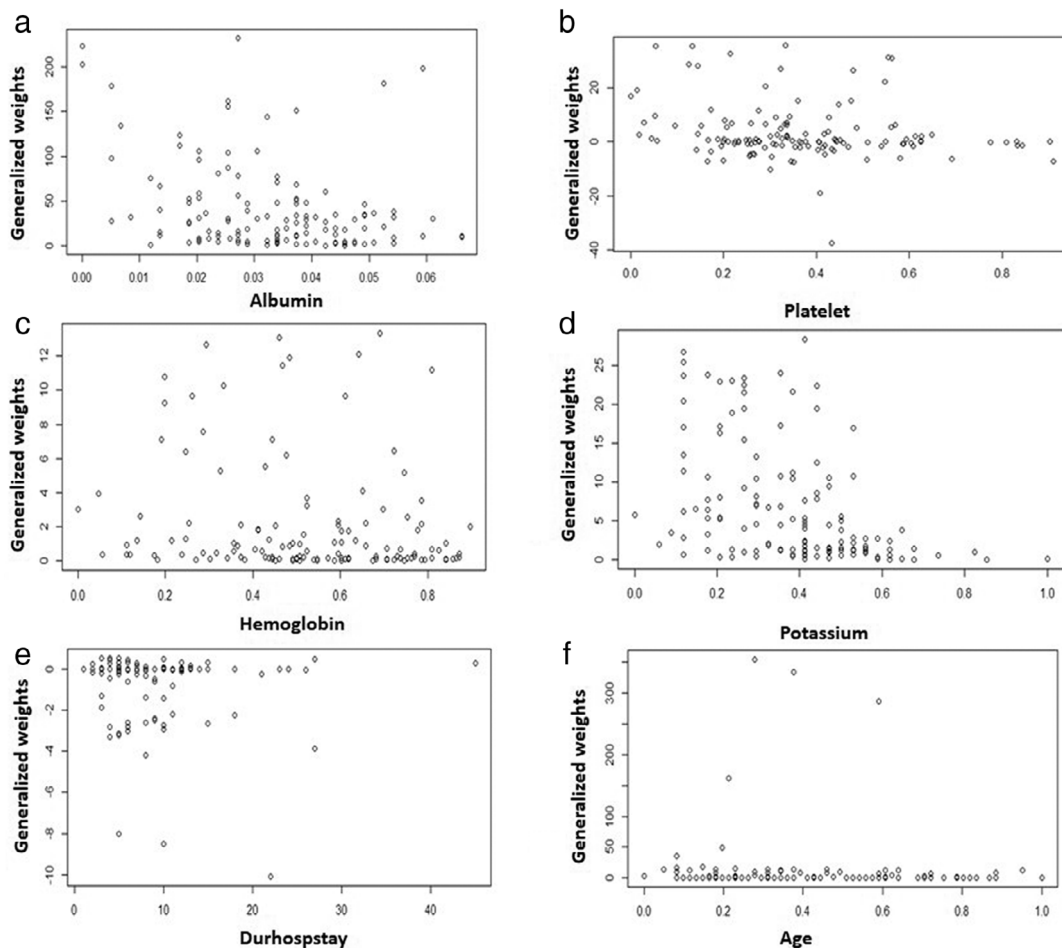 a
Generalized weights
0 50 100 150 200
0.00 0.01 0.02 0.03 0.04 0.05 0.06
Albumin
b
Generalized weights
-40 -20 0 20
0.0 0.2 0.4 0.6 0.8
Platelet
c
Generalized weights
0 2 4 6 8 10 12
0.0 0.2 0.4 0.6 0.8
Hemoglobin
d
Generalized weights
0 5 10 15 20 25
0.0 0.2 0.4 0.6 0.8 1.0
Potassium
e
Generalized weights
-10 -8 -6 -4 -2 0
0 10 20 30 40
Durhospstay
f
Generalized weights
0 50 100 200 300
0.0 0.2 0.4 0.6 0.8 1.0
Age